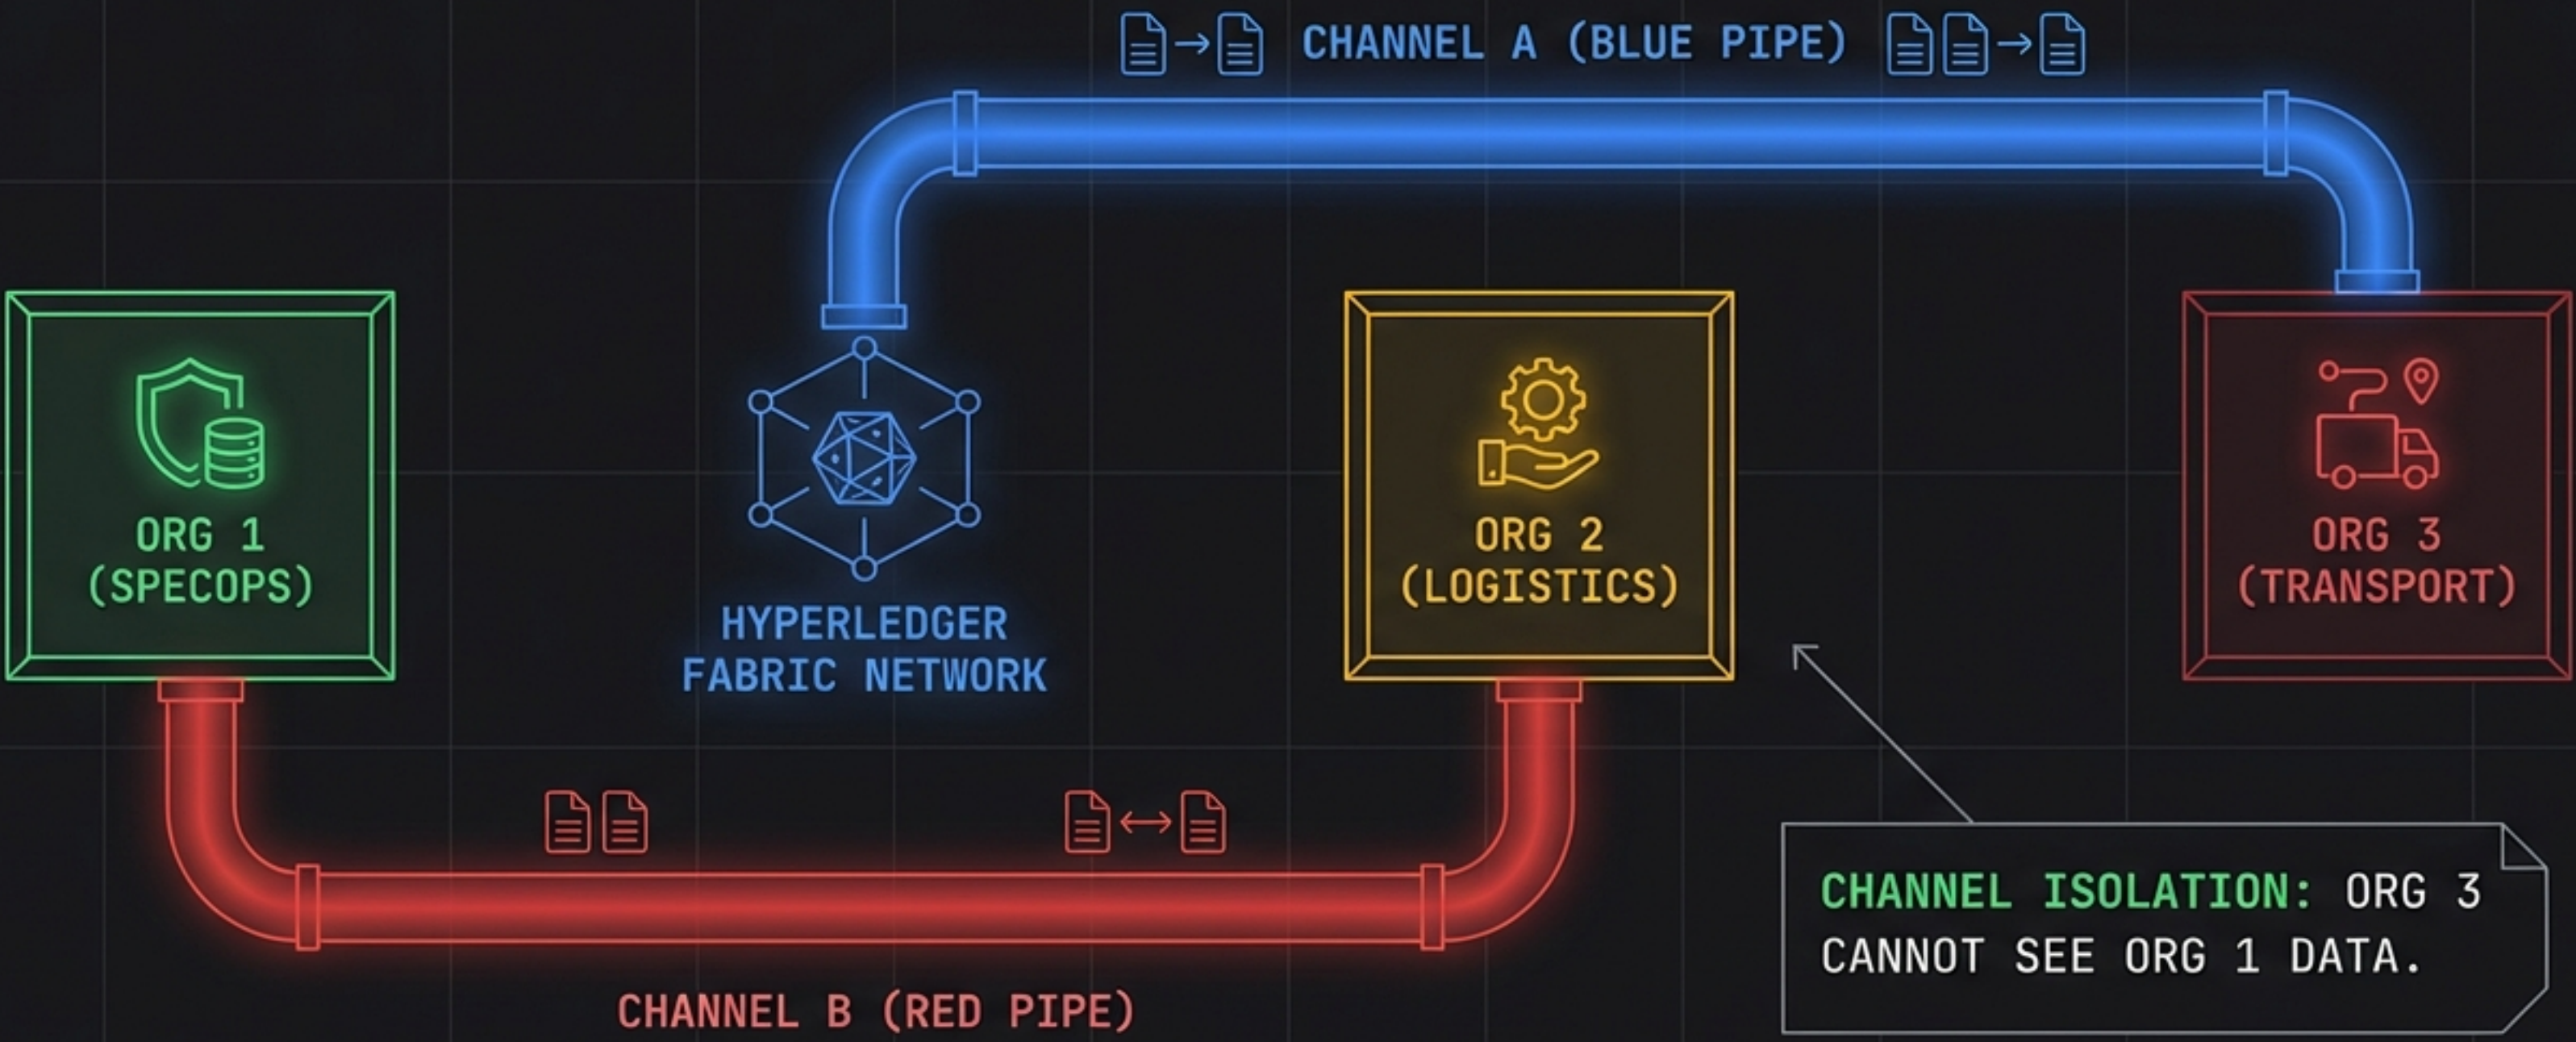 CHANNEL A (BLUE PIPE)
ORG 1
(SPECOPS)
HYPERLEDGER
FABRIC NETWORK
ORG 2
(LOGISTICS)
ORG 3
(TRANSPORT)
CHANNEL B (RED PIPE)
CHANNEL ISOLATION: ORG 3
CANNOT SEE ORG 1 DATA.